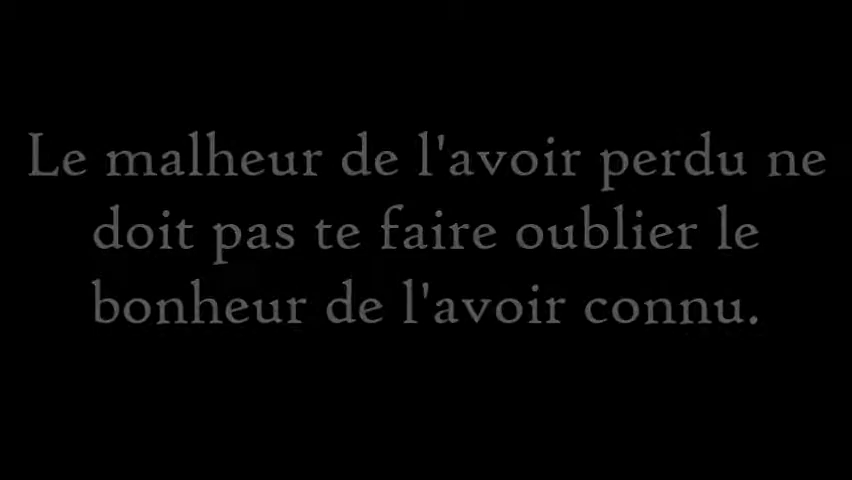 Le malheur de l'avoir perdu ne
doit pas te faire oublier le
bonheur de l'avoir connu.